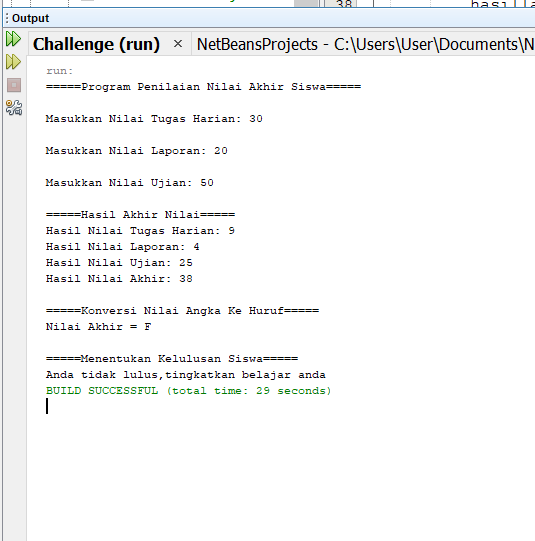 38
Output
Challenge (run) × NetBeansProjects - C:\Users\User\Documents\N
run:
=====Program Penilaian Nilai Akhir Siswa=====
Masukkan Nilai Tugas Harian: 30
Masukkan Nilai Laporan: 20
Masukkan Nilai Ujian: 50
=====Hasil Akhir Nilai=====
Hasil Nilai Tugas Harian: 9
Hasil Nilai Laporan: 4
Hasil Nilai Ujian: 25
Hasil Nilai Akhir: 38
=====Konversi Nilai Angka Ke Huruf=====
Nilai Akhir = F
=====Menentukan Kelulusan Siswa=====
Anda tidak lulus,tingkatkan belajar anda
BUILD SUCCESSFUL (total time: 29 seconds)